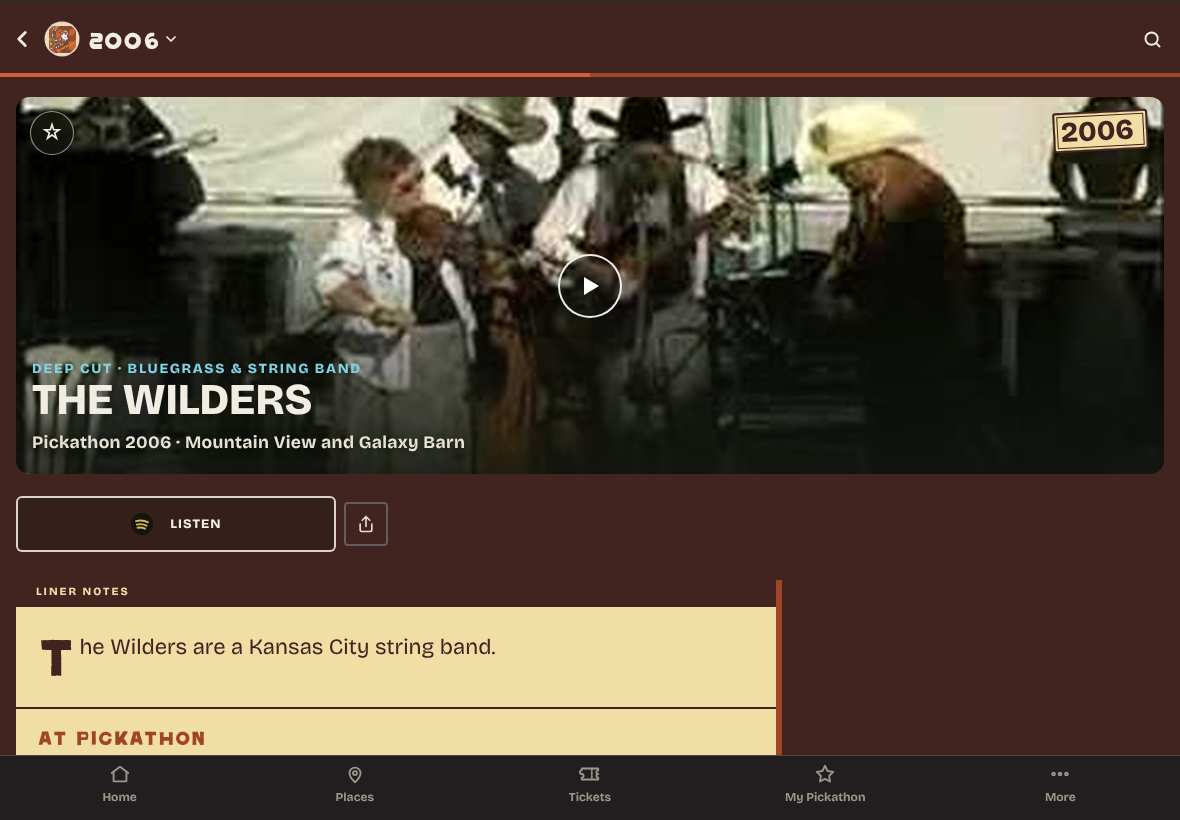 2006
2006
DEEP CUT · BLUEGRASS & STRING BAND
THE WILDERS
Pickathon 2006 · Mountain View and Galaxy Barn
LISTEN
LINER NOTES
The Wilders are a Kansas City string band.
AT PICKATHON
Home
Places
Tickets
My Pickathon
More